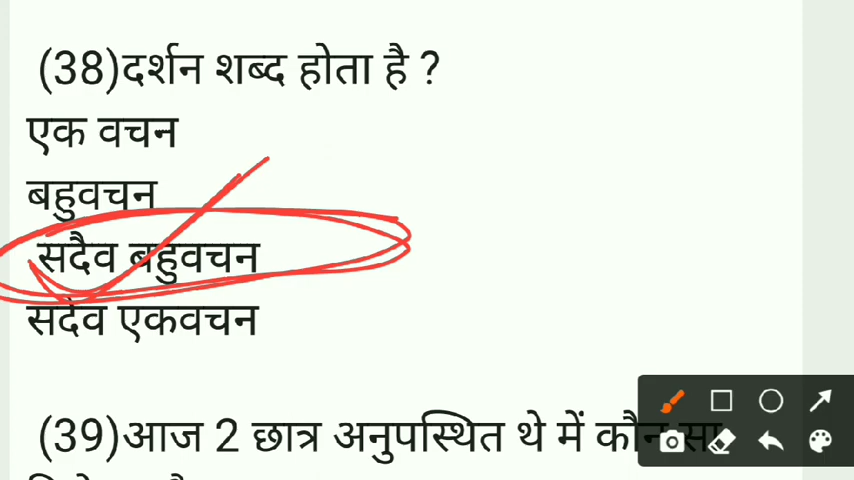 (38)दर्शन शब्द होता है ?
एक वचन
बहुवचन
सदैव बहुवचन
सदैव एकवचन
(39)आज 2 छात्र अनुपस्थित थे में कौन सा